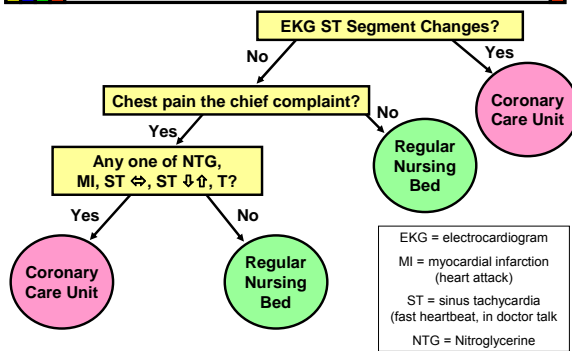 EKG ST Segment Changes?
No
Yes
Chest pain the chief complaint?
Coronary
Care Unit
Yes
No
Regular
Nursing
Bed
Any one of NTG,
MI, ST ⇔, ST ⇩⇧, T?
Yes
No
Coronary
Care Unit
Regular
Nursing
Bed
EKG = electrocardiogram
MI = myocardial infarction
(heart attack)
ST = sinus tachycardia
(fast heartbeat, in doctor talk
NTG = Nitroglycerine